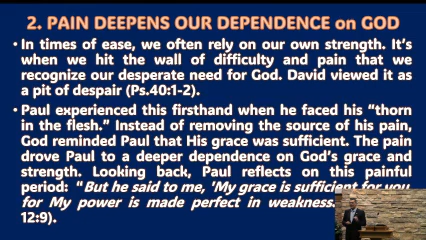 2. PAIN DEEPENS OUR DEPENDENCE on GOD
• In times of ease, we often rely on our own strength. It's
when we hit the wall of difficulty and pain that we
recognize our desperate need for God. David viewed it as
a pit of despair (Ps.40:1-2).
• Paul experienced this firsthand when he faced his “thorn
in the flesh.” Instead of removing the source of his pain,
God reminded Paul that His grace was sufficient. The pain
drove Paul to a deeper dependence on God's grace and
strength. Looking back, Paul reflects on this painful
period: “But he said to me, 'My grace is sufficient for you,
for My power is made perfect in weakness.
12:9).